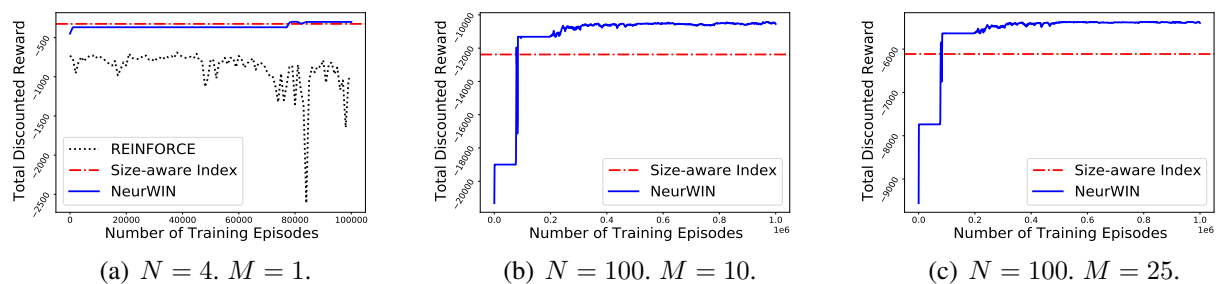 Total Discounted Reward
−500
−1000
−1500
−2000
−2500
REINFORCE
Size-aware Index
NeurWIN
0
20000
40000
60000
80000
100000
Number of Training Episodes
(a) N = 4. M = 1.
Total Discounted Reward
−10000
−12000
−14000
−16000
−18000
−20000
Size-aware Index
NeurWIN
0.0
0.2
0.4
0.6
0.8
1.0
1e6
Number of Training Episodes
(b) N = 100. M = 10.
Total Discounted Reward
−6000
−7000
−8000
−9000
Size-aware Index
NeurWIN
0.0
0.2
0.4
0.6
0.8
1.0
1e6
Number of Training Episodes
(c) N = 100. M = 25.